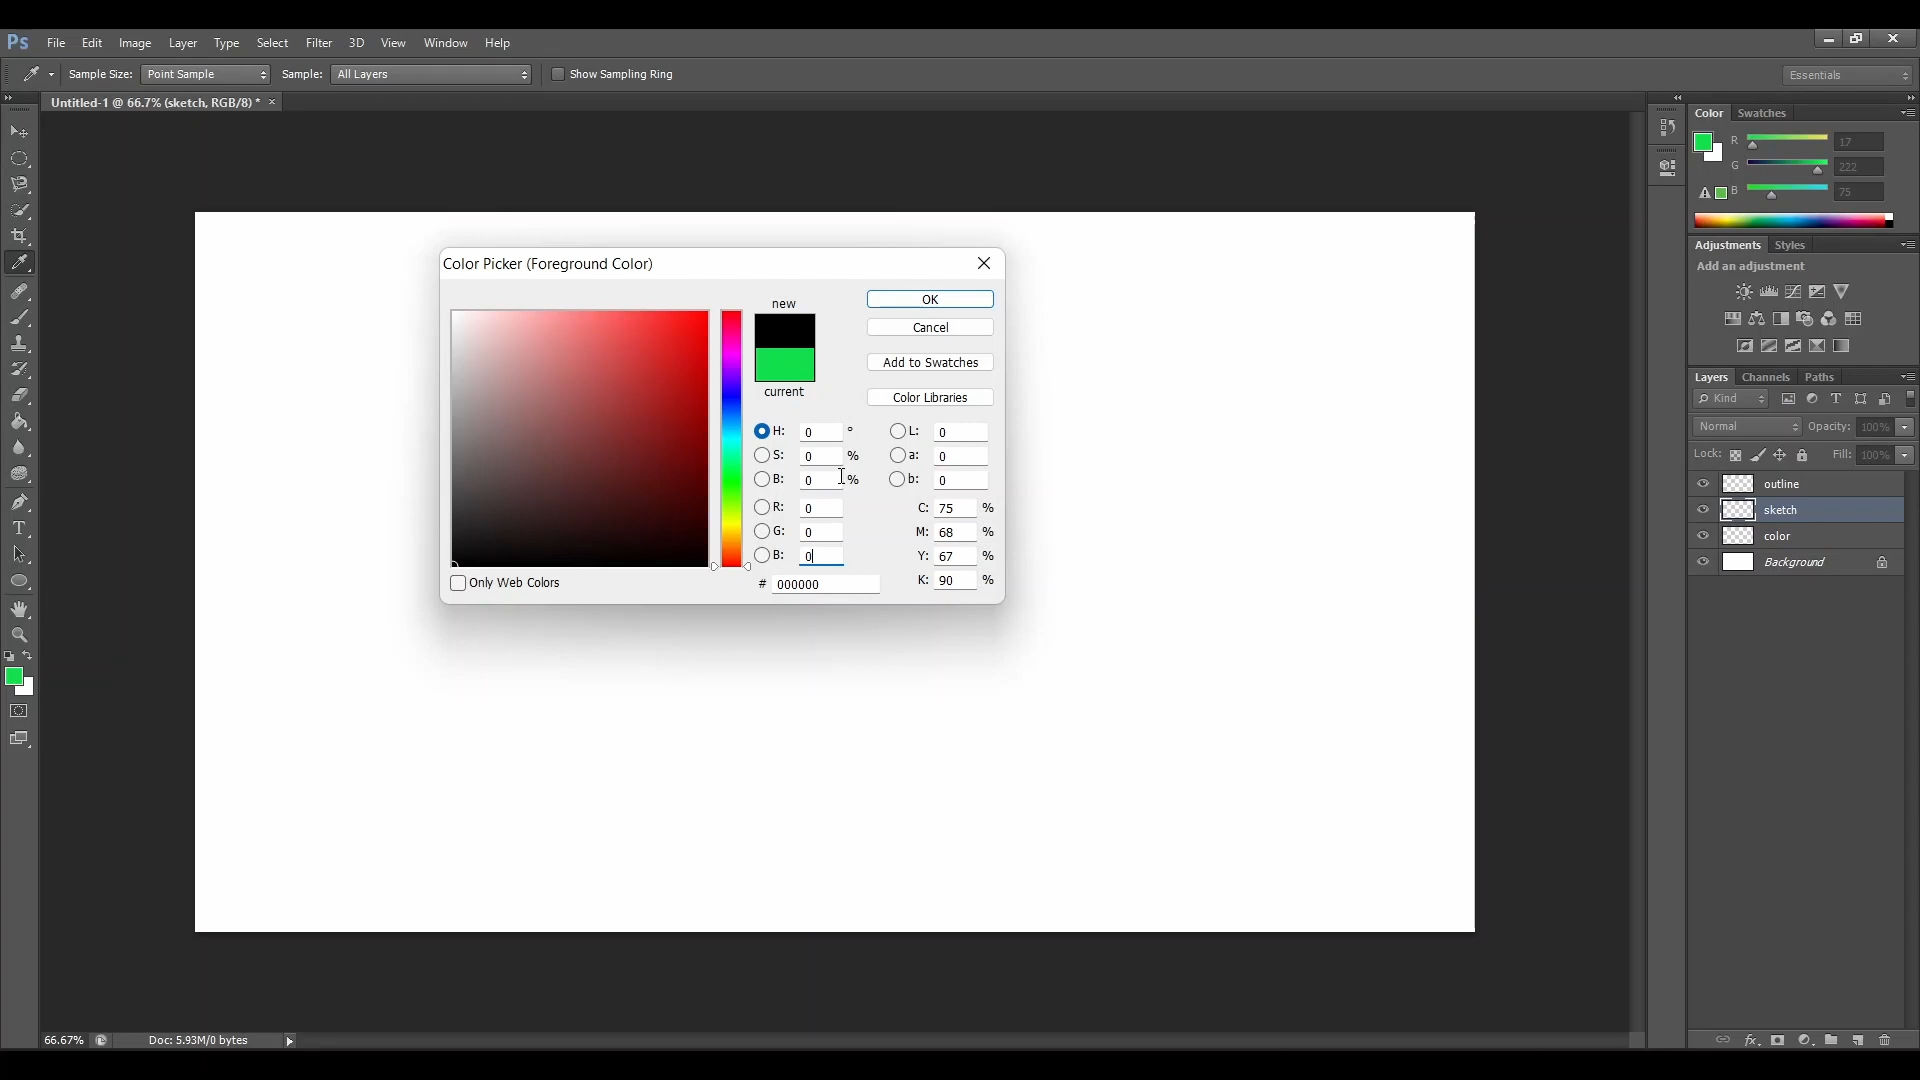 Ps File Edit Image Layer Type Select Filter 3D View Window Help
Sample Size: Point Sample Sample: All Layers Show Sampling Ring Essentials
Untitled-1 @ 66.7% (sketch, RGB/8) * ×
Color Swatches
R 17
G 222
B 75
Adjustments Styles
Add an adjustment
Layers Channels Paths
Kind
Normal Opacity: 100%
Lock: Fill: 100%
outline
sketch
color
Background
Color Picker (Foreground Color)
new
current
OK
Cancel
Add to Swatches
Color Libraries
H: 0 ° L: 0
S: 0 % a: 0
B: 0 % b: 0
R: 0 C: 75 %
G: 0 M: 68 %
B: 0 Y: 67 %
# 000000 K: 90 %
Only Web Colors
T
66.67% Doc: 5.93M/0 bytes
fx